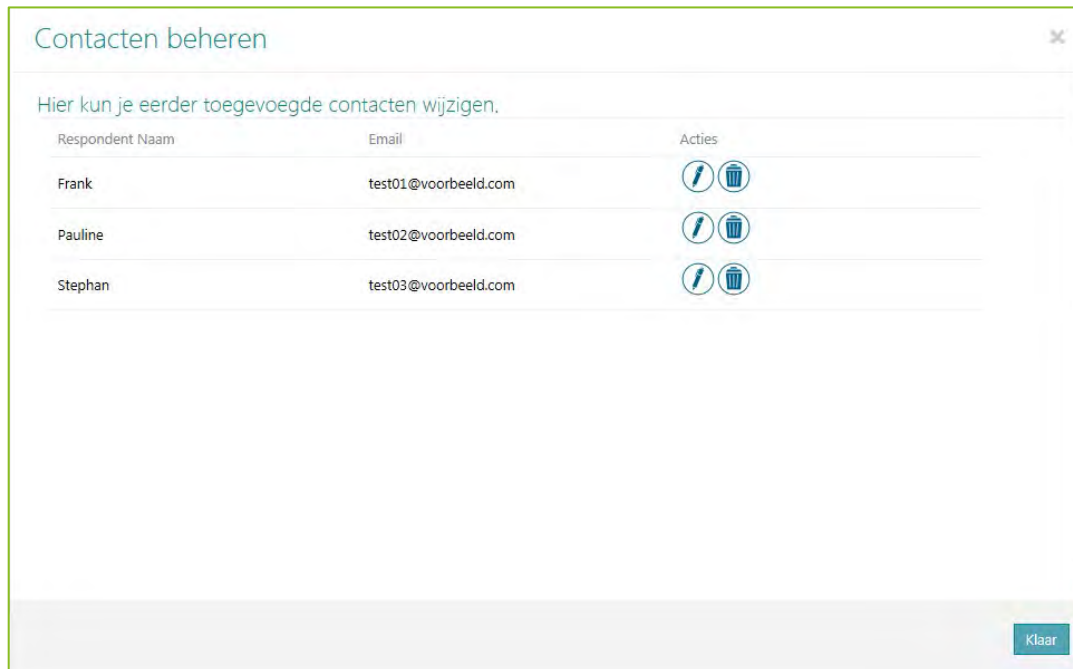 Contacten beheren
Hier kun je eerder toegevoegde contacten wijzigen.
Respondent Naam Email Acties
Frank test01@voorbeeld.com
Pauline test02@voorbeeld.com
Stephan test03@voorbeeld.com
Klaar